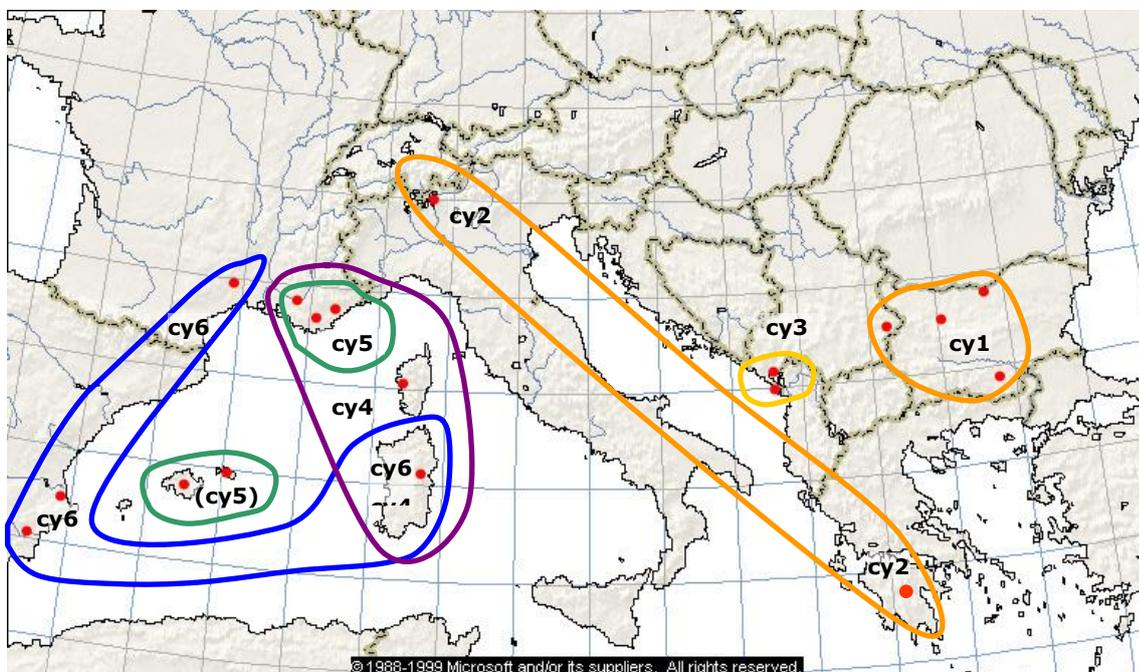 cy2
cy6
cy3
cy5
cy1
cy4
cy6
(cy5)
cy6
cy2
© 1988-1999 Microsoft and/or its suppliers. All rights reserved.